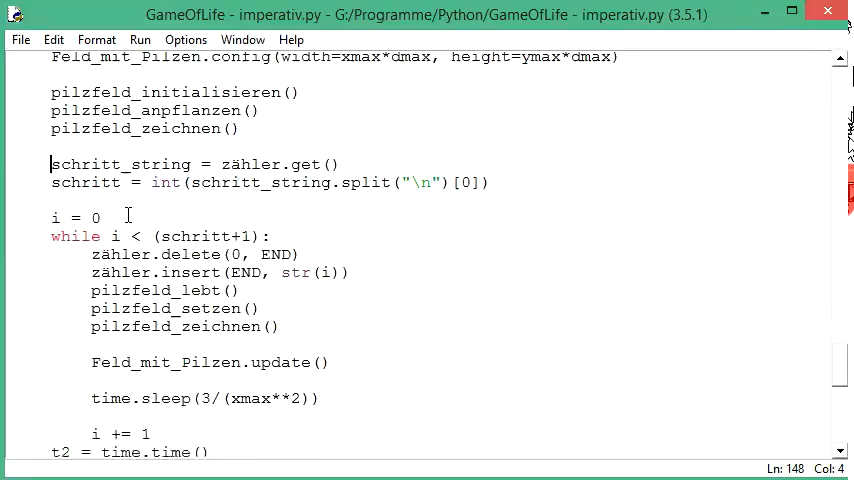 GameOfLife - imperativ.py - G:/Programme/Python/GameOfLife - imperativ.py (3.5.1)
File Edit Format Run Options Window Help
Feld_mit_Pilzen.config(width=xmax*dmax, height=ymax*dmax)
pilzfeld_initialisieren()
pilzfeld_anpflanzen()
pilzfeld_zeichnen()
schritt_string = zähler.get()
schritt = int(schritt_string.split("\n")[0])
i = 0
while i < (schritt+1):
zähler.delete(0, END)
zähler.insert(END, str(i))
pilzfeld_lebt()
pilzfeld_setzen()
pilzfeld_zeichnen()
Feld_mit_Pilzen.update()
time.sleep(3/(xmax**2))
i += 1
t2 = time.time()
Ln: 148 Col: 4